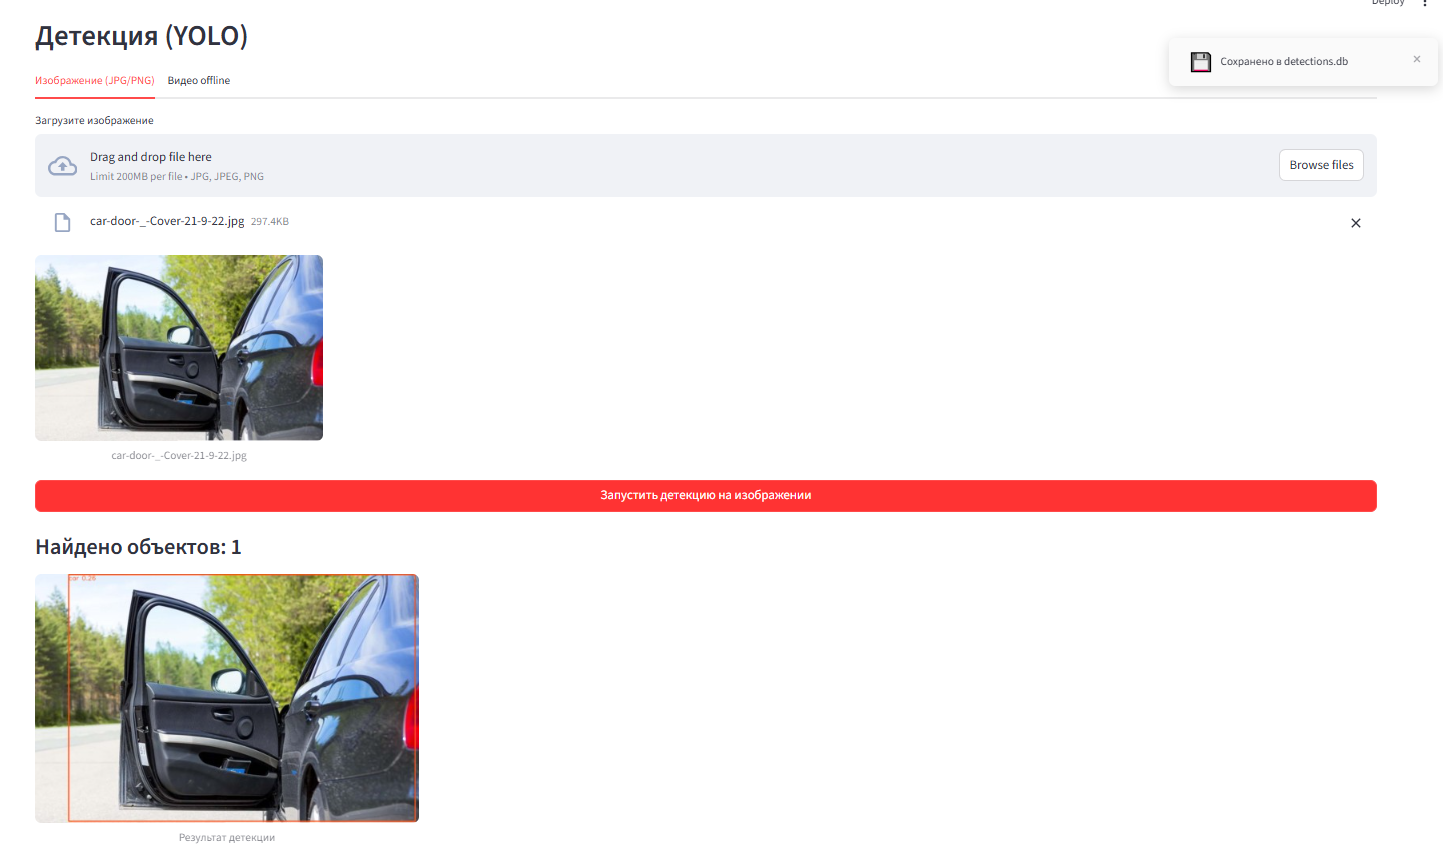 Deploy
Детекция (YOLO)
Сохранено в detections.db
Изображение (JPG/PNG) Видео offline
Загрузите изображение
Drag and drop file here
Limit 200MB per file • JPG, JPEG, PNG
Browse files
car-door-_-Cover-21-9-22.jpg 297.4KB
car-door-_-Cover-21-9-22.jpg
Запустить детекцию на изображении
Найдено объектов: 1
car 0.26
Результат детекции